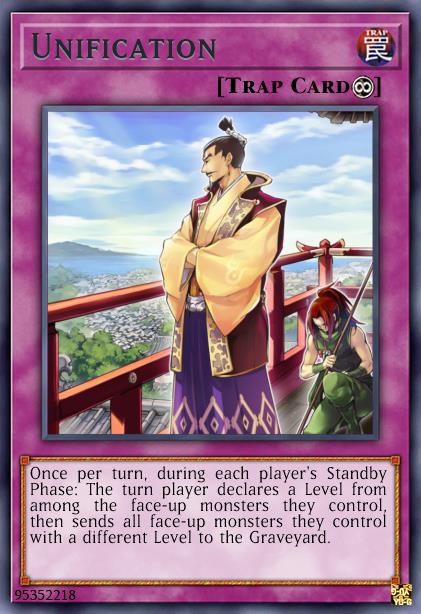 UNIFICATION
TRAP
罠
[TRAP CARD♾]
Once per turn, during each player's Standby
Phase: The turn player declares a Level from
among the face-up monsters they control,
then sends all face-up monsters they control
with a different Level to the Graveyard.
95352218